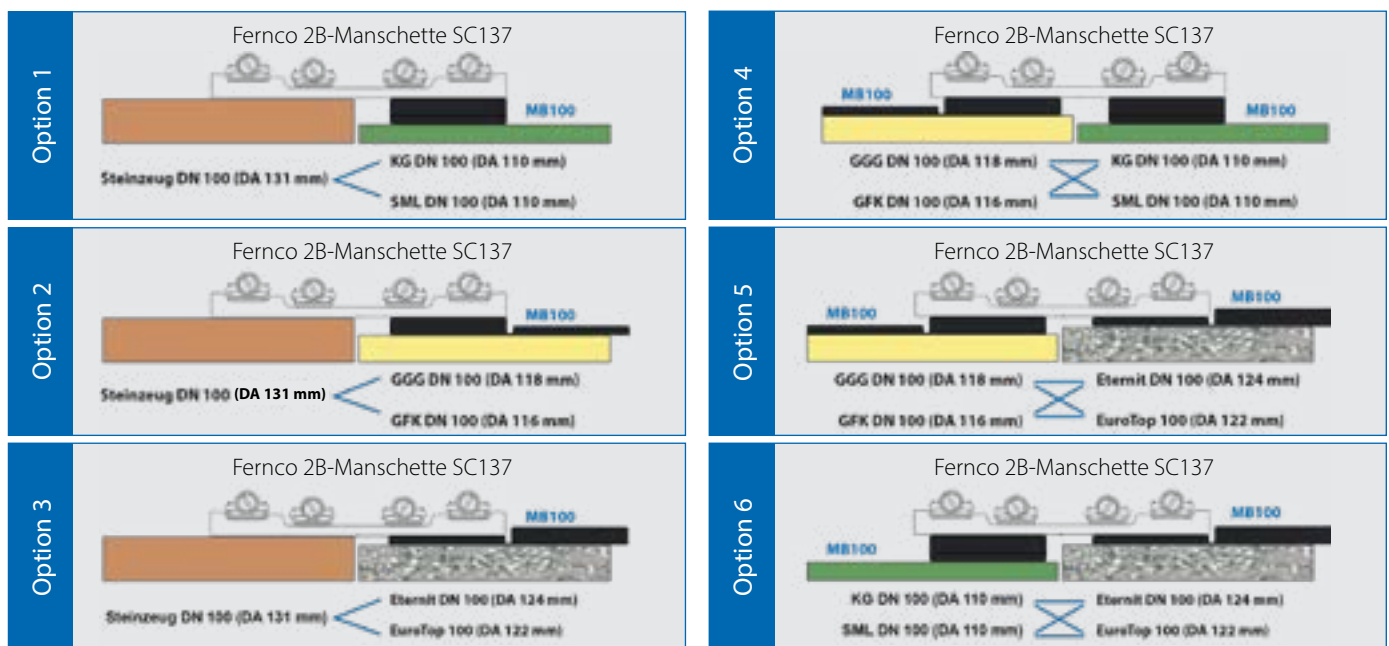 Option 1
Fernco 2B-Manschette SC137
MB100
Steinzeug DN 100 (DA 131 mm)
KG DN 100 (DA 110 mm)
SML DN 100 (DA 110 mm)
Option 2
Fernco 2B-Manschette SC137
MB100
Steinzeug DN 100 (DA 131 mm)
GGG DN 100 (DA 118 mm)
GFK DN 100 (DA 116 mm)
Option 3
Fernco 2B-Manschette SC137
MB100
Steinzeug DN 100 (DA 131 mm)
Eternit DN 100 (DA 124 mm)
EuroTop 100 (DA 122 mm)
Option 4
Fernco 2B-Manschette SC137
MB100
MB100
GGG DN 100 (DA 118 mm)
KG DN 100 (DA 110 mm)
GFK DN 100 (DA 116 mm)
SML DN 100 (DA 110 mm)
Option 5
Fernco 2B-Manschette SC137
MB100
MB100
GGG DN 100 (DA 118 mm)
Eternit DN 100 (DA 124 mm)
GFK DN 100 (DA 116 mm)
EuroTop 100 (DA 122 mm)
Option 6
Fernco 2B-Manschette SC137
MB100
MB100
KG DN 100 (DA 110 mm)
Eternit DN 100 (DA 124 mm)
SML DN 100 (DA 110 mm)
EuroTop 100 (DA 122 mm)